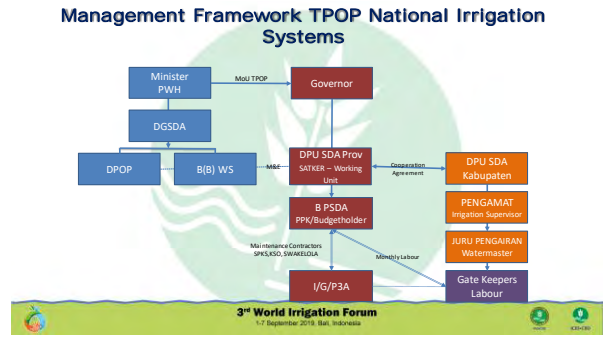 Management Framework TPOP National Irrigation
Systems
Minister
PWH
MoU TPOP
Governor
DGSDA
DPOP
B(B) WS
M&E
DPU SDA Prov
SATKER – Working
Unit
Cooperation
Agreement
DPU SDA
Kabupaten
B PSDA
PPK/Budgetholder
PENGAMAT
Irrigation Supervisor
Maintenance Contractors
SPKS,KSO, SWAKELOLA
Monthly Labour
JURU PENGAIRAN
Watermaster
I/G/P3A
Gate Keepers
Labour
3rd World Irrigation Forum
1-7 September 2019, Bali, Indonesia
ICID•CIID